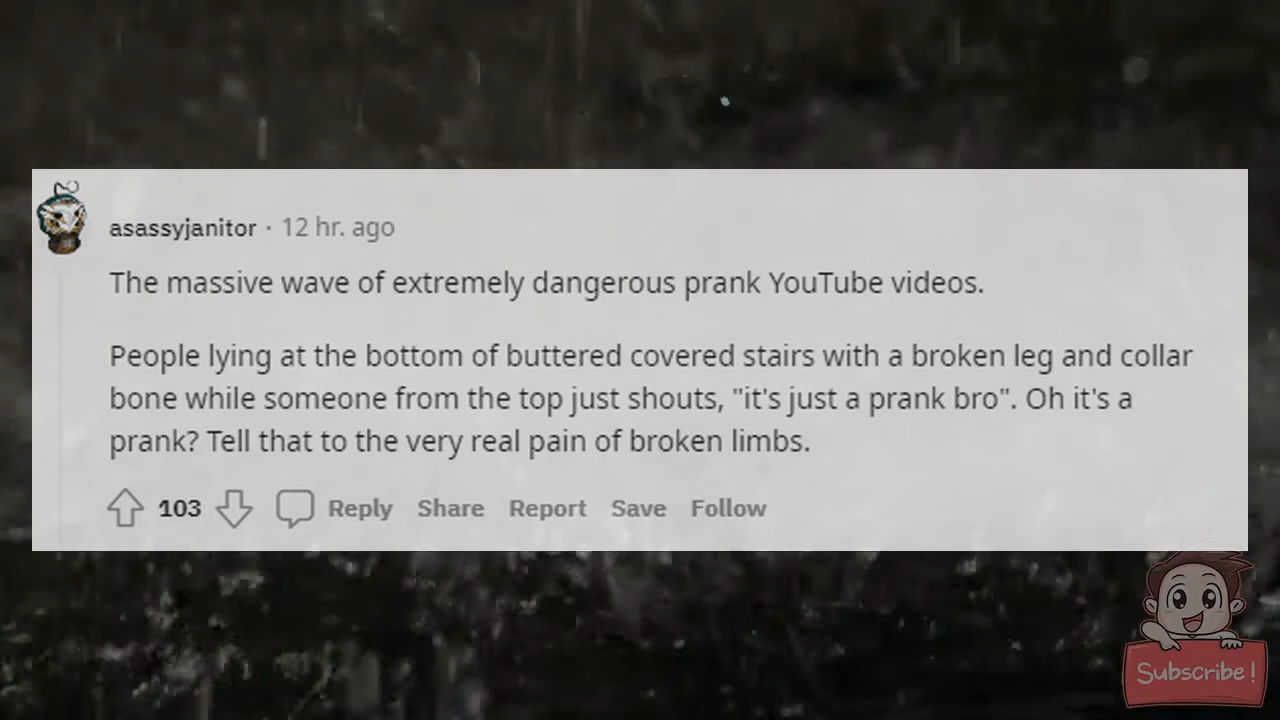 asassyjanitor · 12 hr. ago
The massive wave of extremely dangerous prank YouTube videos.
People lying at the bottom of buttered covered stairs with a broken leg and collar
bone while someone from the top just shouts, "it's just a prank bro". Oh it's a
prank? Tell that to the very real pain of broken limbs.
103 Reply Share Report Save Follow
Subscribe!